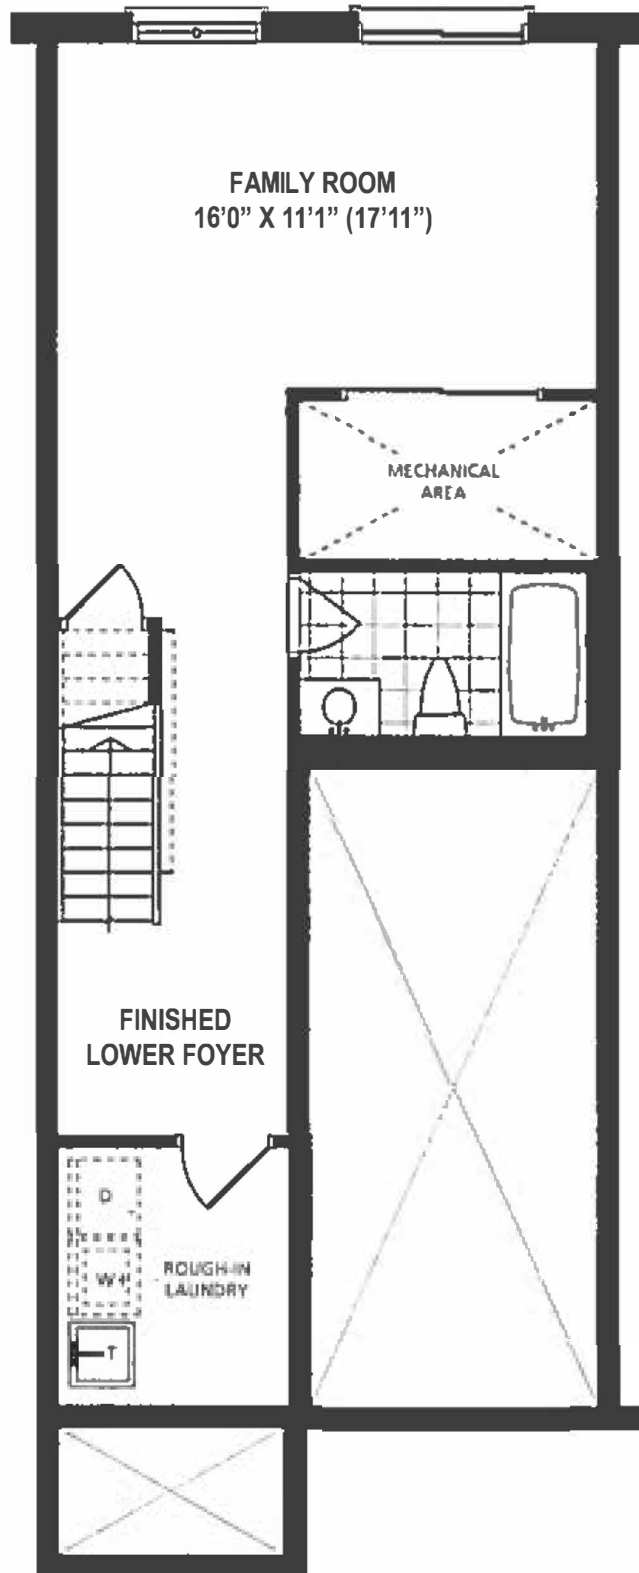 FAMILY ROOM
16'0" X 11'1" (17'11")
MECHANICAL
AREA
FINISHED
LOWER FOYER
D
W
ROUGH-IN
LAUNDRY
T